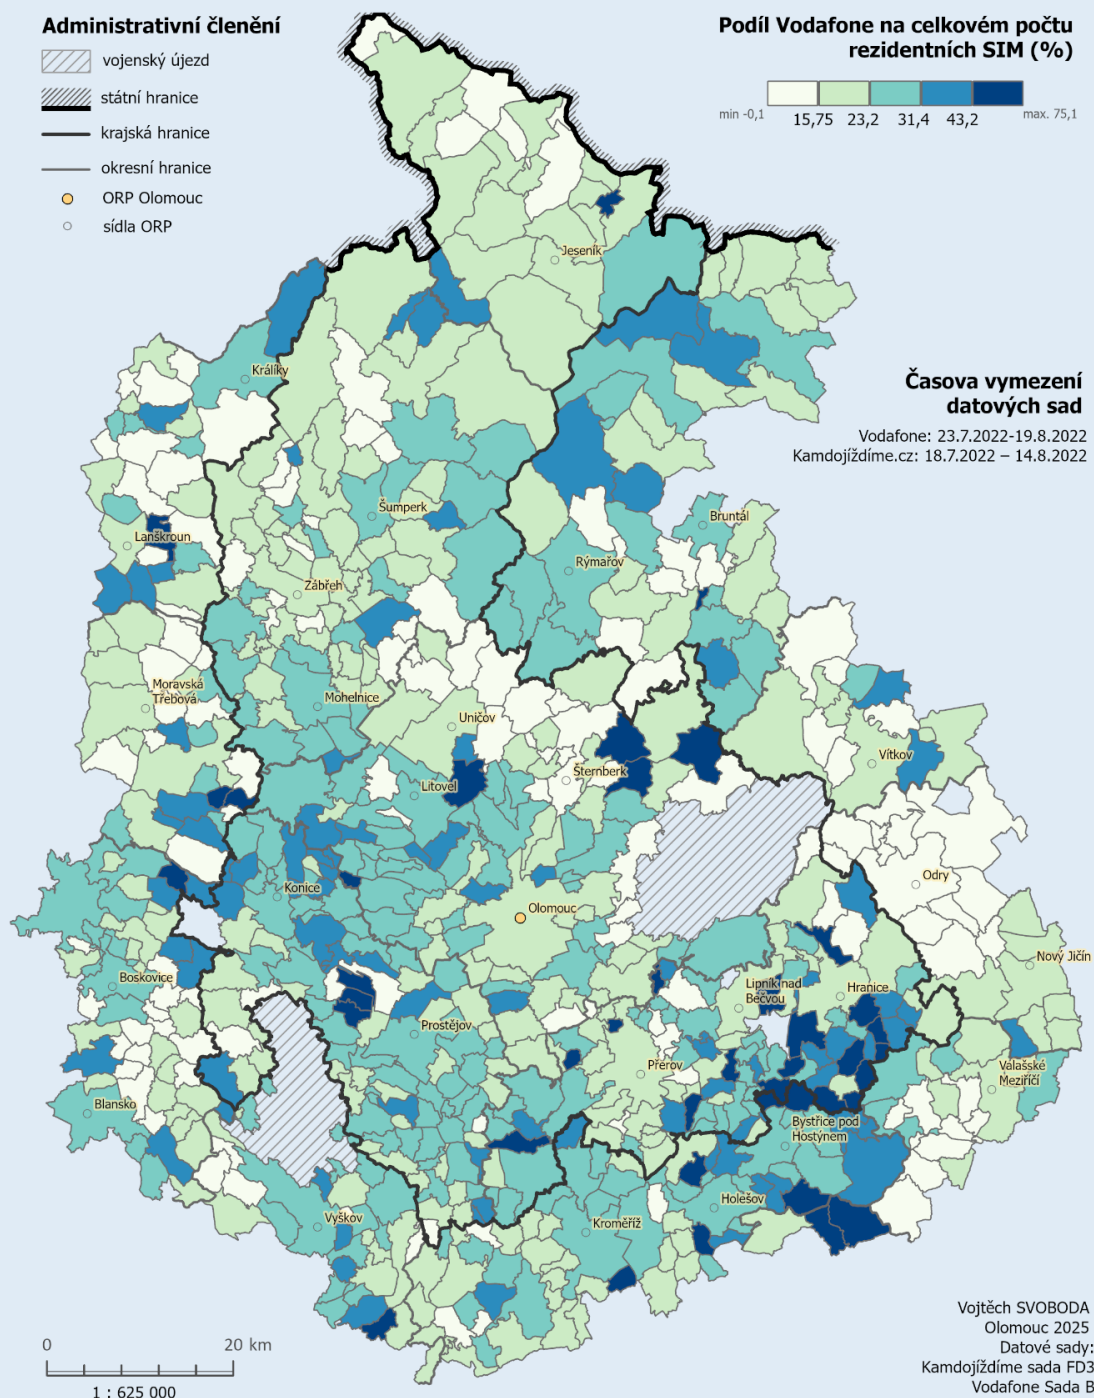 Administrativní členění
vojenský újezd
státní hranice
krajská hranice
okresní hranice
ORP Olomouc
sídla ORP
Podíl Vodafone na celkovém počtu
rezidentních SIM (%)
min -0,1
15,75
23,2
31,4
43,2
max. 75,1
Časova vymezení
datových sad
Vodafone: 23.7.2022-19.8.2022
Kamdojíždíme.cz: 18.7.2022 – 14.8.2022
Jeseník
Králíky
Šumperk
Bruntál
Lanškroun
Rýmařov
Zábřeh
Moravská
Třebová
Mohelnice
Uničov
Vítkov
Šternberk
Litovel
Odry
Konice
Olomouc
Nový Jičín
Boskovice
Lipník nad
Bečvou
Hranice
Prostějov
Přerov
Valašské
Meziříčí
Blansko
Bystřice pod
Hostýnem
Holešov
Vyškov
Kroměříž
0
20 km
1 : 625 000
Vojtěch SVOBODA
Olomouc 2025
Datové sady:
Kamdojíždíme sada FD3
Vodafone Sada B